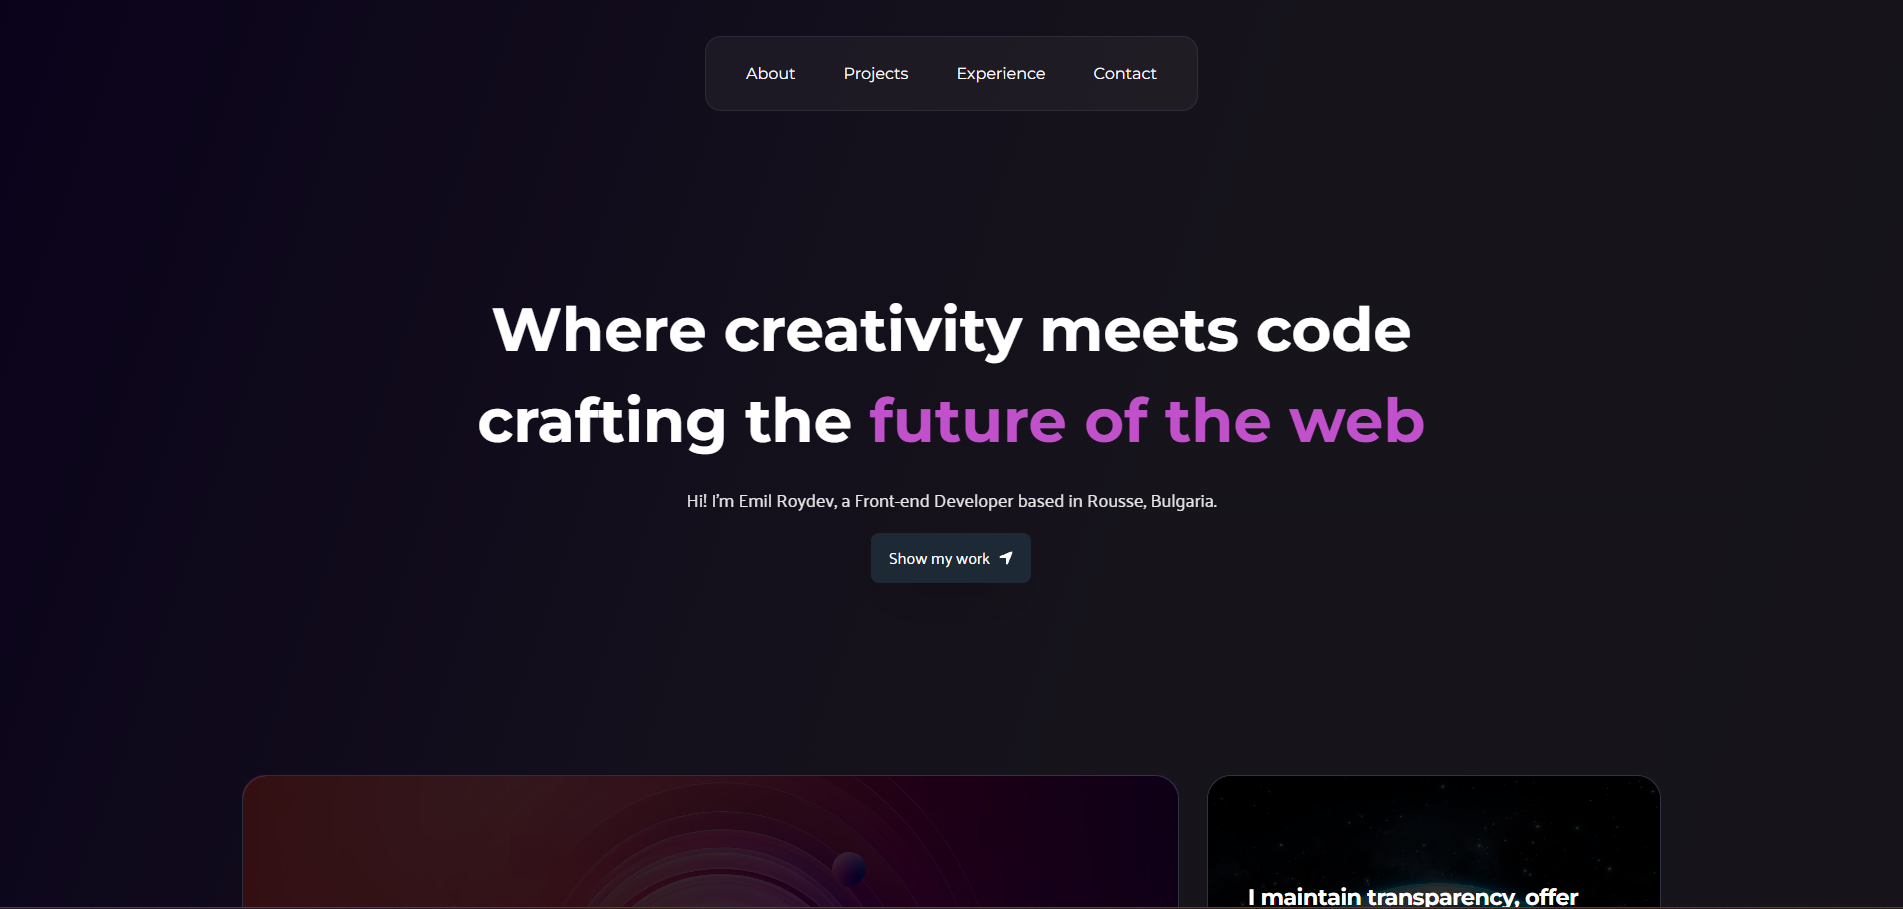 About Projects Experience Contact
Where creativity meets code
crafting the future of the web
Hi! I'm Emil Roydev, a Front-end Developer based in Rousse, Bulgaria.
Show my work
I maintain transparency, offer